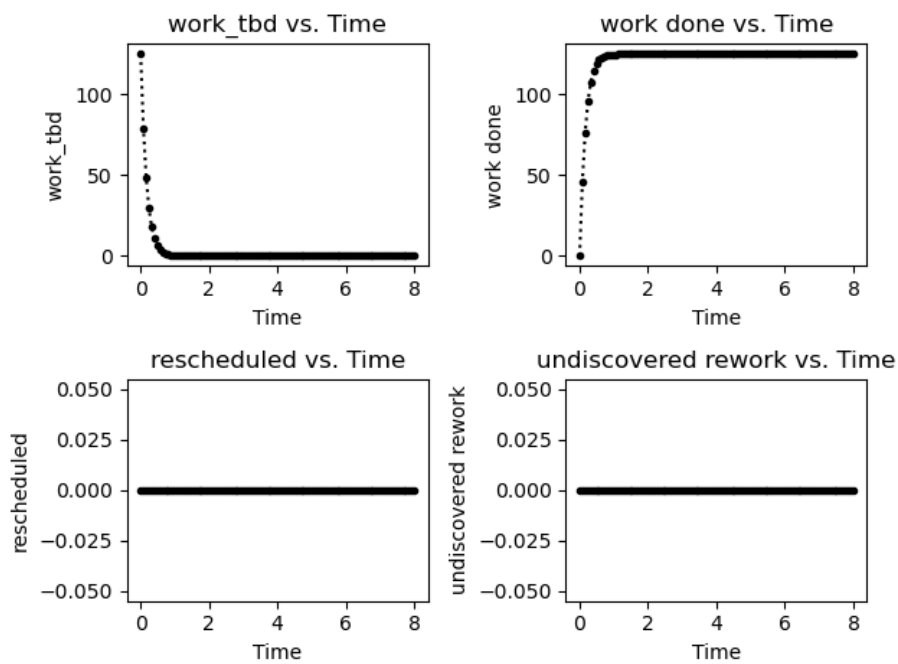 work_tbd vs. Time
work_tbd
100
50
0
0 2 4 6 8
Time
work done vs. Time
work done
100
50
0
0 2 4 6 8
Time
rescheduled vs. Time
rescheduled
0.050
0.025
0.000
−0.025
−0.050
0 2 4 6 8
Time
undiscovered rework vs. Time
undiscovered rework
0.050
0.025
0.000
−0.025
−0.050
0 2 4 6 8
Time